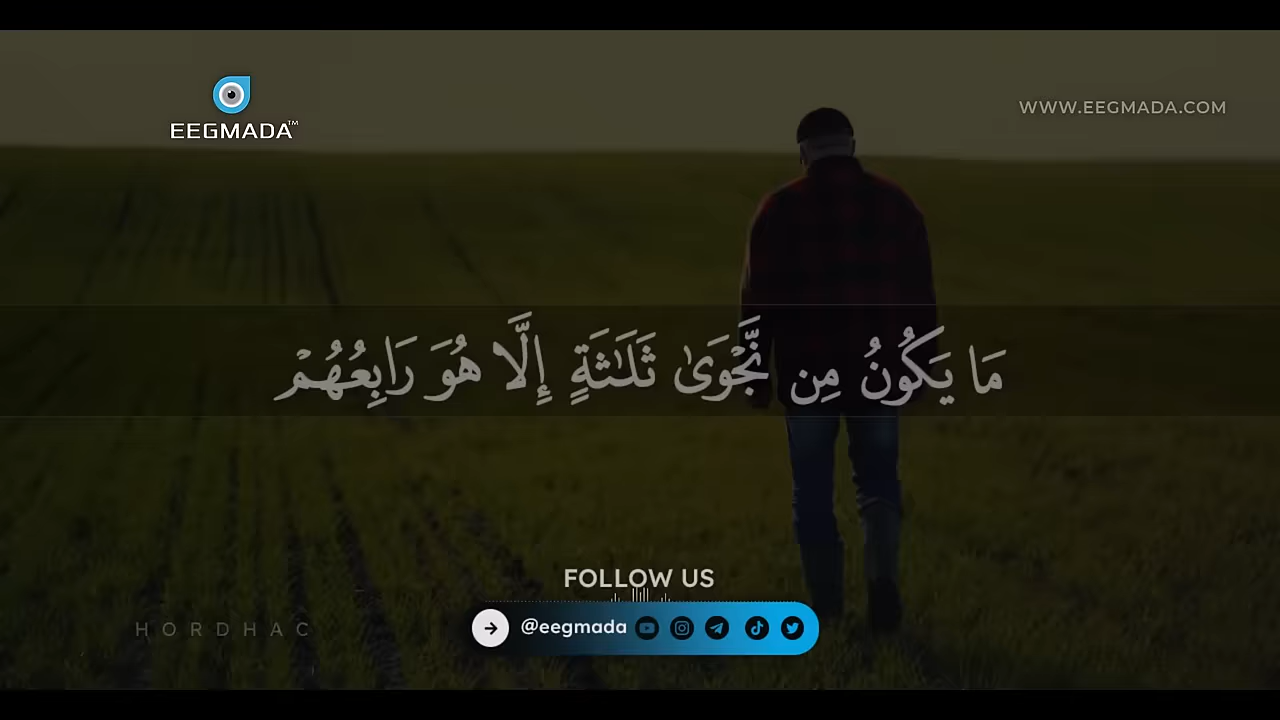 EEGMADA™
WWW.EEGMADA.COM
مَا يَكُونُ مِن نَّجْوَىٰ ثَلَـٰثَةٍ إِلَّا هُوَ رَابِعُهُمْ
FOLLOW US
@eegmada
HORDHAC